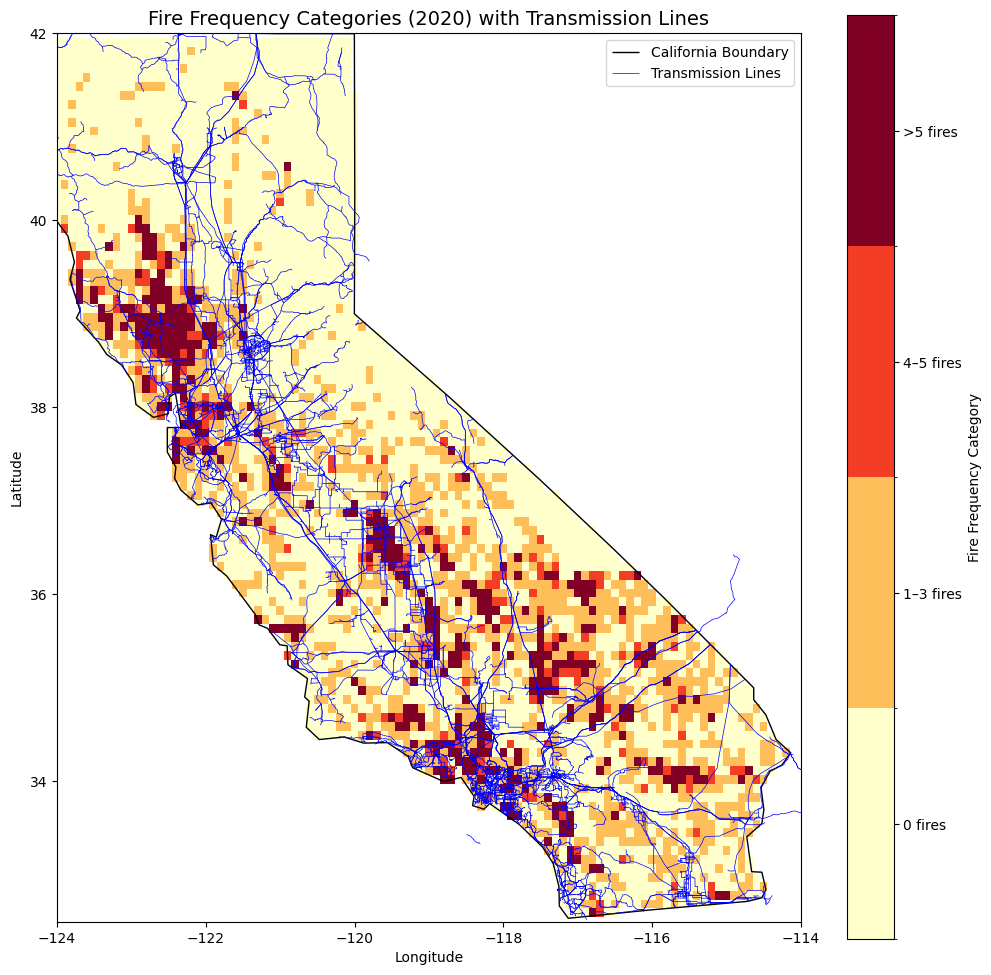 Fire Frequency Categories (2020) with Transmission Lines
California Boundary
Transmission Lines
42
40
38
36
34
−124
−122
−120
−118
−116
−114
Longitude
Latitude
>5 fires
4–5 fires
1–3 fires
0 fires
Fire Frequency Category